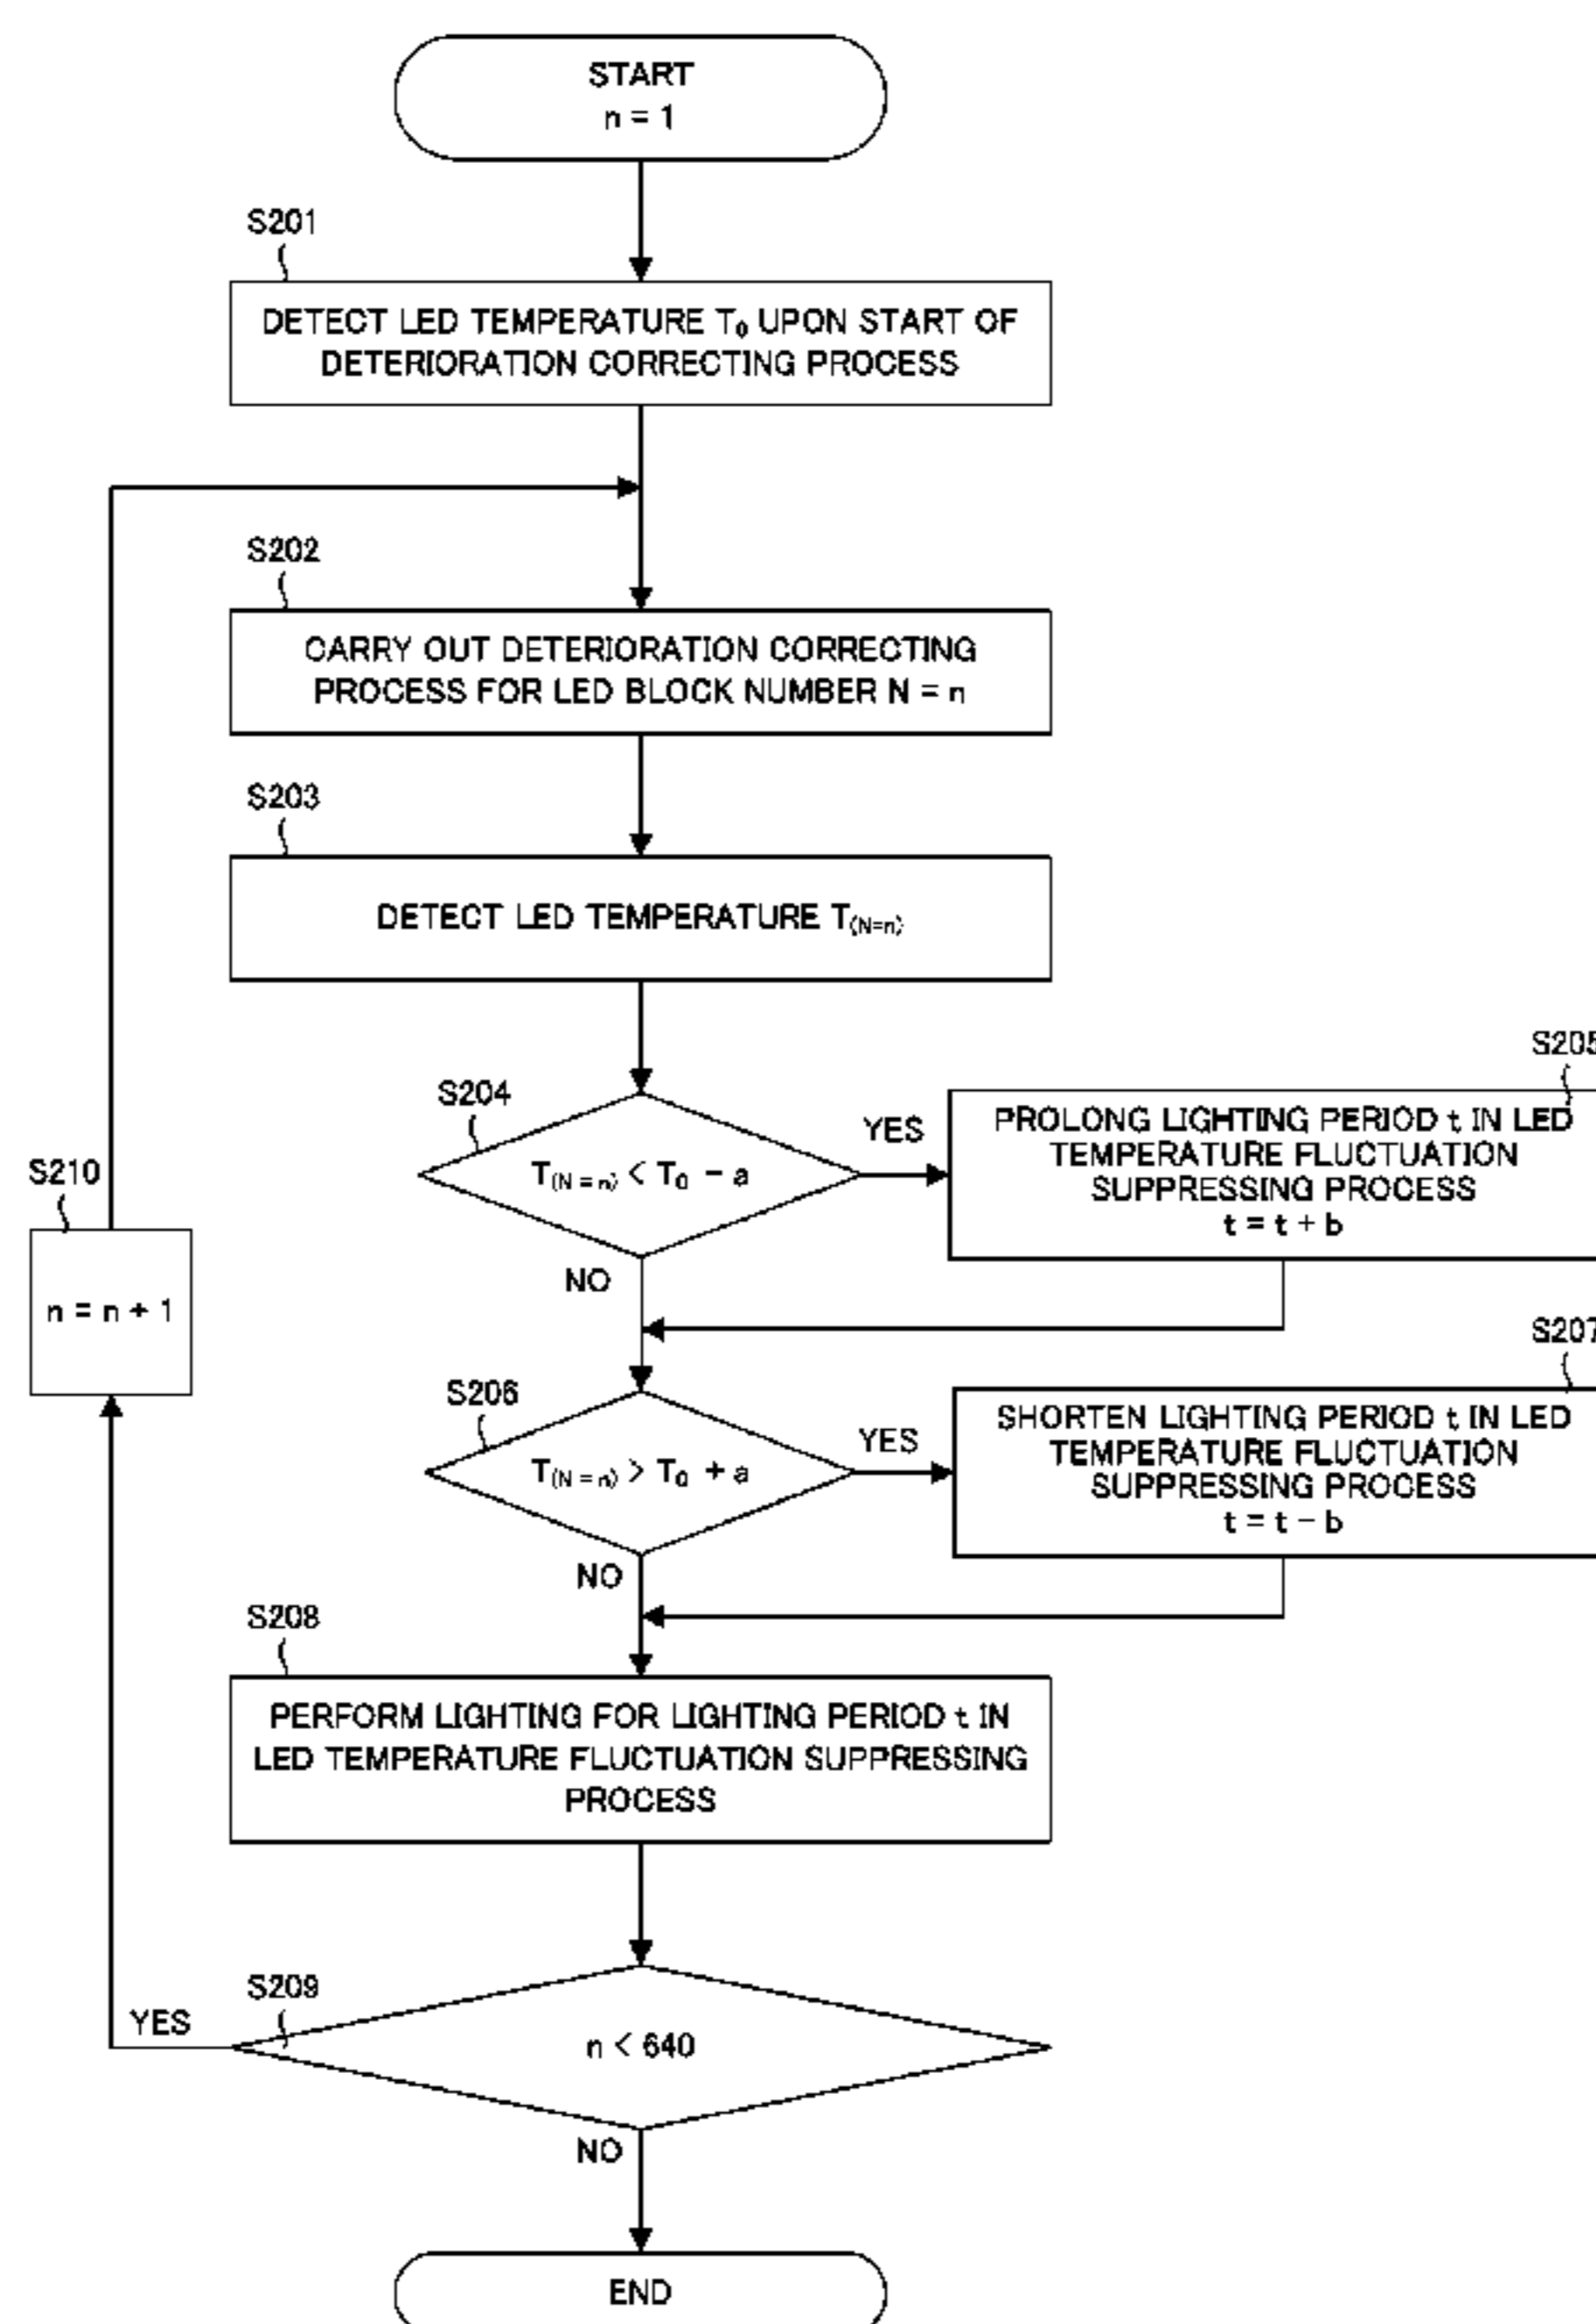 START
n = 1
S201
DETECT LED TEMPERATURE T₀ UPON START OF
DETERIORATION CORRECTING PROCESS
S202
CARRY OUT DETERIORATION CORRECTING
PROCESS FOR LED BLOCK NUMBER N = n
S203
DETECT LED TEMPERATURE T(N=n)
S204
T(N = n) < T₀ − a
YES
NO
S205
PROLONG LIGHTING PERIOD t IN LED
TEMPERATURE FLUCTUATION
SUPPRESSING PROCESS
t = t + b
S206
T(N = n) > T₀ + a
YES
NO
S207
SHORTEN LIGHTING PERIOD t IN LED
TEMPERATURE FLUCTUATION
SUPPRESSING PROCESS
t = t − b
S208
PERFORM LIGHTING FOR LIGHTING PERIOD t IN
LED TEMPERATURE FLUCTUATION SUPPRESSING
PROCESS
S209
n < 640
YES
NO
S210
n = n + 1
END